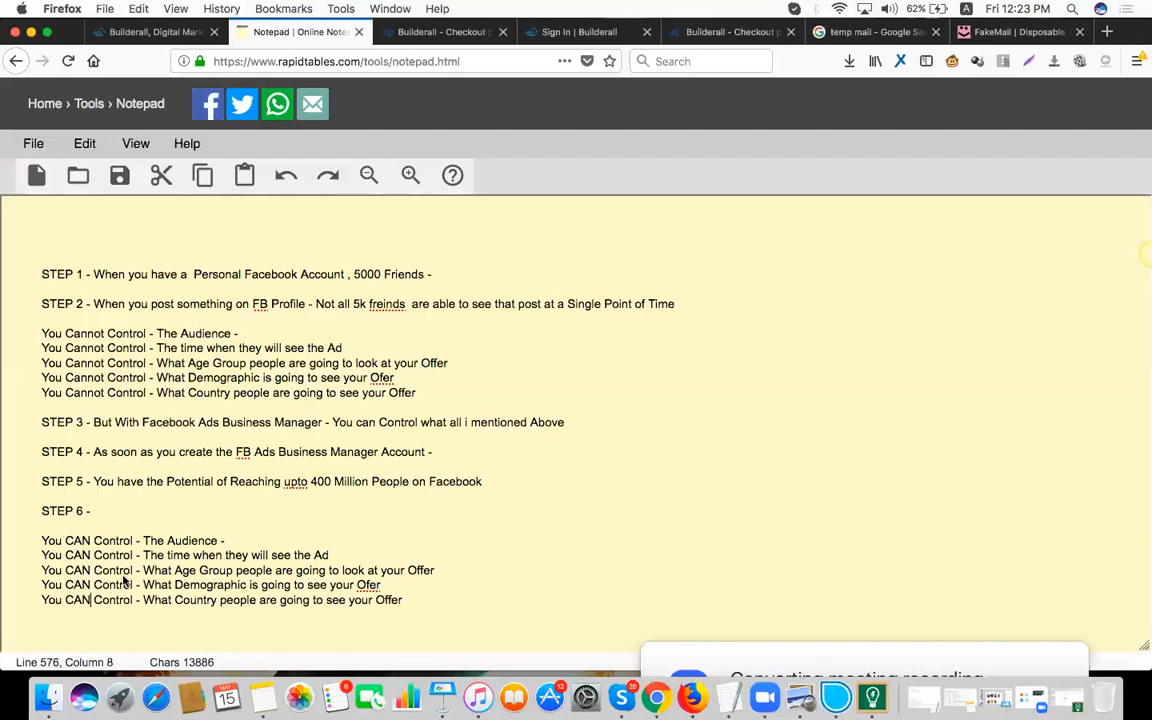 Firefox File Edit View History Bookmarks Tools Window Help 62% A Fri 12:23 PM
Builderall, Digital Mark Notepad | Online Notes Builderall - Checkout p Sign In | Builderall Builderall - Checkout p temp mail - Google Sea FakeMail | Disposable
https://www.rapidtables.com/tools/notepad.html Search
Home › Tools › Notepad
File Edit View Help
STEP 1 - When you have a Personal Facebook Account , 5000 Friends -
STEP 2 - When you post something on FB Profile - Not all 5k freinds are able to see that post at a Single Point of Time
You Cannot Control - The Audience -
You Cannot Control - The time when they will see the Ad
You Cannot Control - What Age Group people are going to look at your Offer
You Cannot Control - What Demographic is going to see your Ofer
You Cannot Control - What Country people are going to see your Offer
STEP 3 - But With Facebook Ads Business Manager - You can Control what all i mentioned Above
STEP 4 - As soon as you create the FB Ads Business Manager Account -
STEP 5 - You have the Potential of Reaching upto 400 Million People on Facebook
STEP 6 -
You CAN Control - The Audience -
You CAN Control - The time when they will see the Ad
You CAN Control - What Age Group people are going to look at your Offer
You CAN Control - What Demographic is going to see your Ofer
You CAN Control - What Country people are going to see your Offer
Line 576, Column 8 Chars 13886
Converting meeting recording
MAY 15